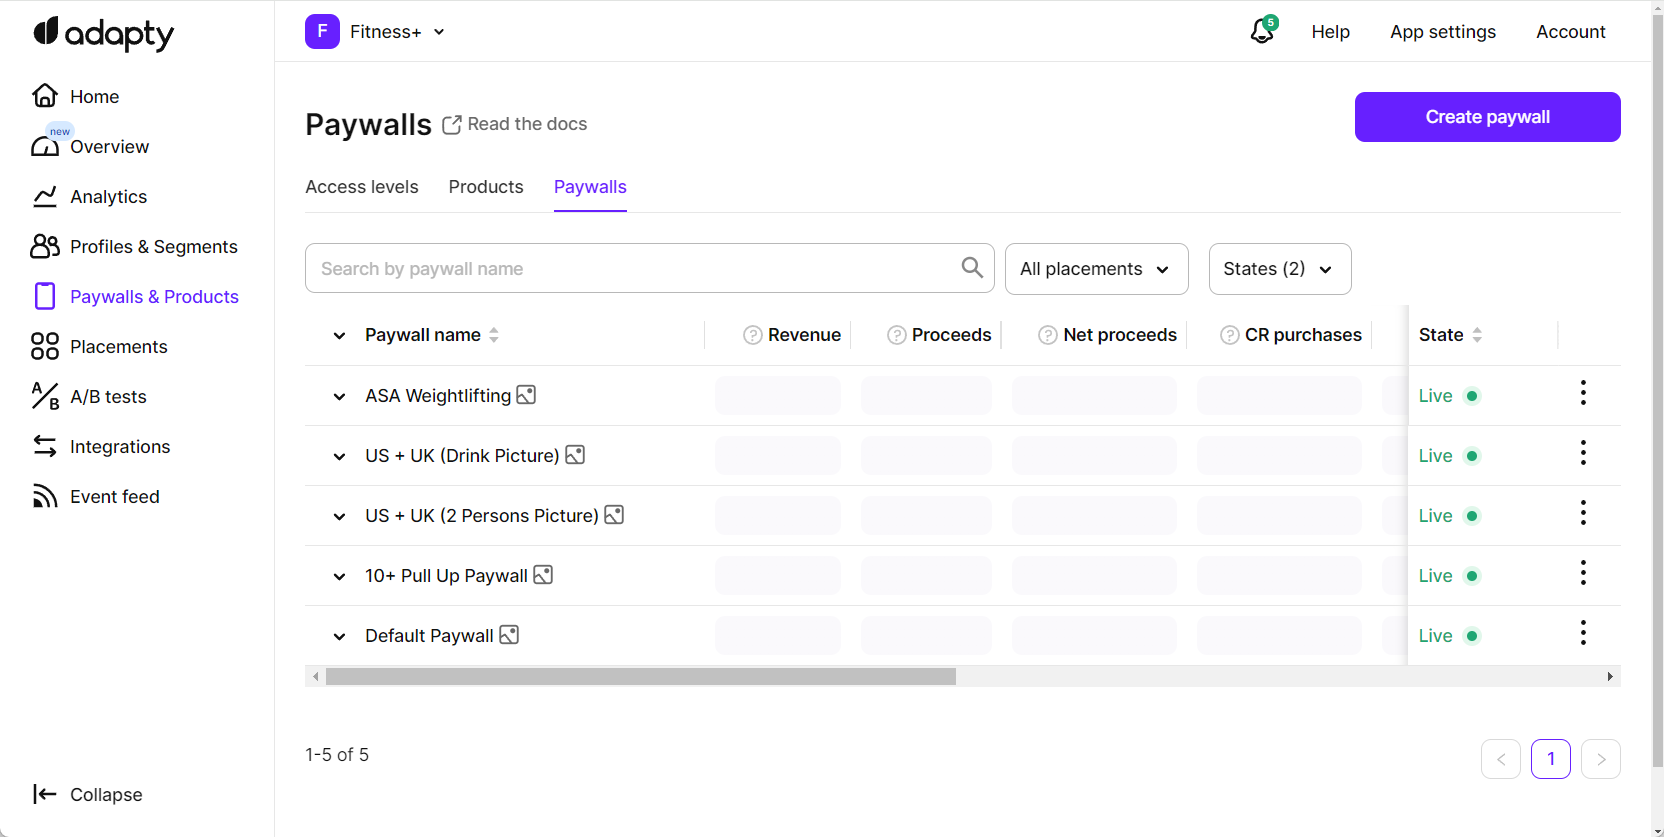 adapty
F Fitness+
5
Help
App settings
Account
Home
new
Overview
Analytics
Profiles & Segments
Paywalls & Products
Placements
A/B A/B tests
Integrations
Event feed
Collapse
Paywalls
Read the docs
Create paywall
Access levels
Products
Paywalls
Search by paywall name
All placements
States (2)
Paywall name
? Revenue
? Proceeds
? Net proceeds
? CR purchases
State
ASA Weightlifting
Live
US + UK (Drink Picture)
Live
US + UK (2 Persons Picture)
Live
10+ Pull Up Paywall
Live
Default Paywall
Live
1-5 of 5
< 1 >